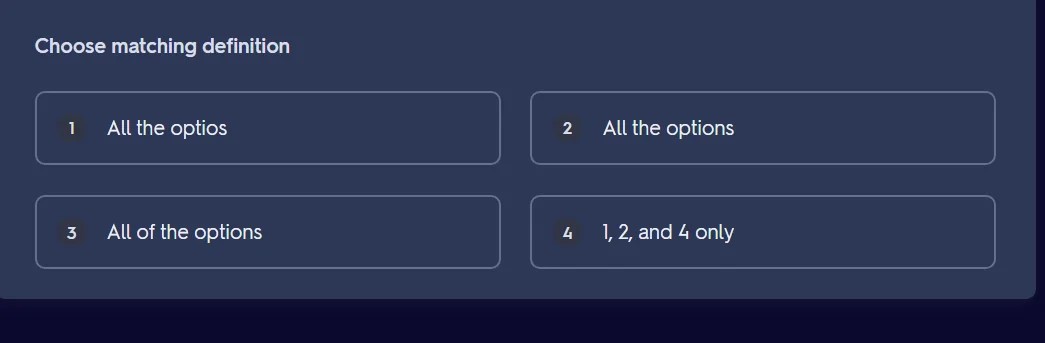 Choose matching definition
1 All the optios
2 All the options
3 All of the options
4 1, 2, and 4 only